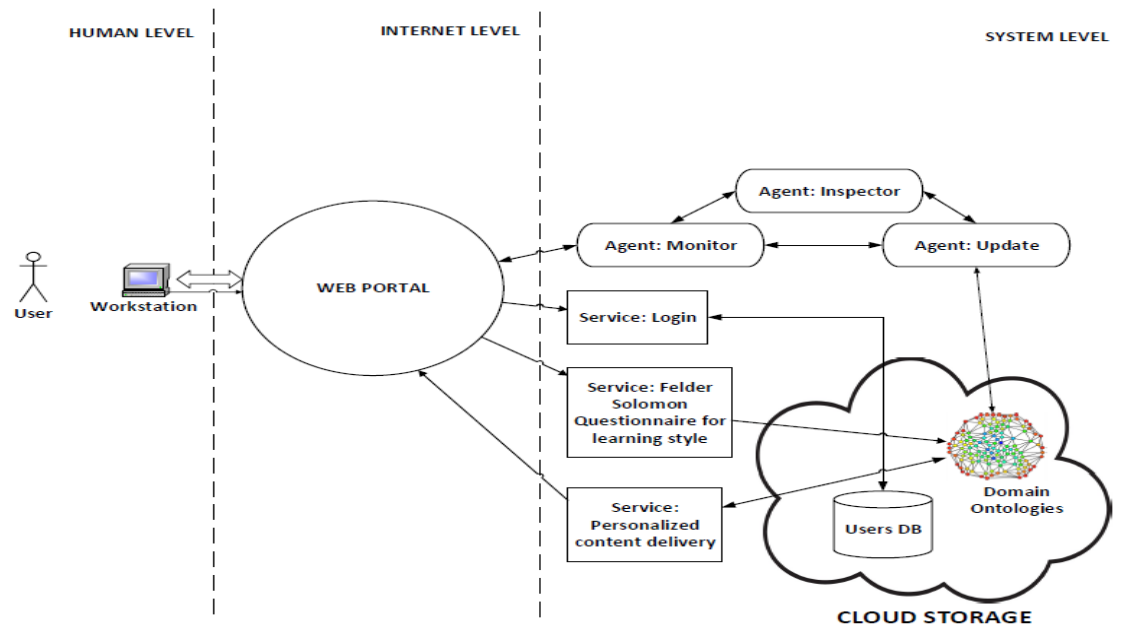 HUMAN LEVEL
INTERNET LEVEL
SYSTEM LEVEL
Agent: Inspector
Agent: Monitor
Agent: Update
User
Workstation
WEB PORTAL
Service: Login
Service: Felder
Solomon
Questionnaire for
learning style
Service:
Personalized
content delivery
Domain
Ontologies
Users DB
CLOUD STORAGE